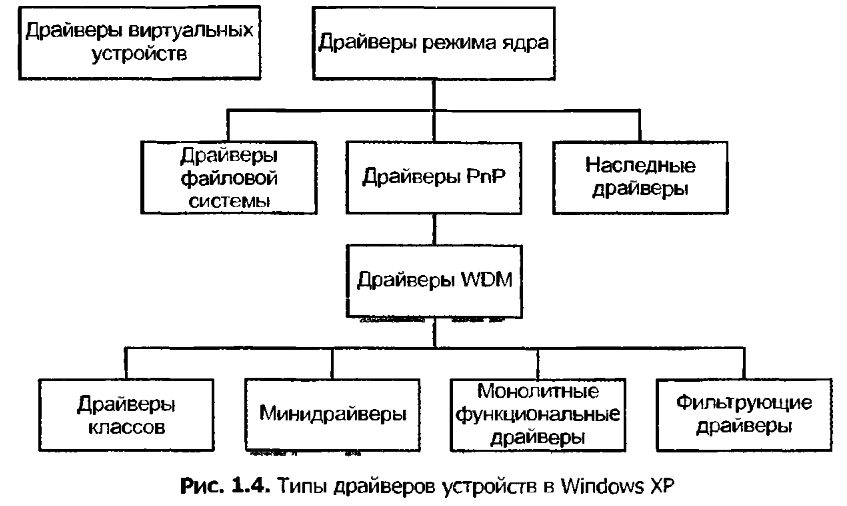 Драйверы виртуальных
устройств
Драйверы режима ядра
Драйверы
файловой
системы
Драйверы PnP
Наследные
драйверы
Драйверы WDM
Драйверы
классов
Минидрайверы
Монолитные
функциональные
драйверы
Фильтрующие
драйверы
Рис. 1.4. Типы драйверов устройств в Windows XP